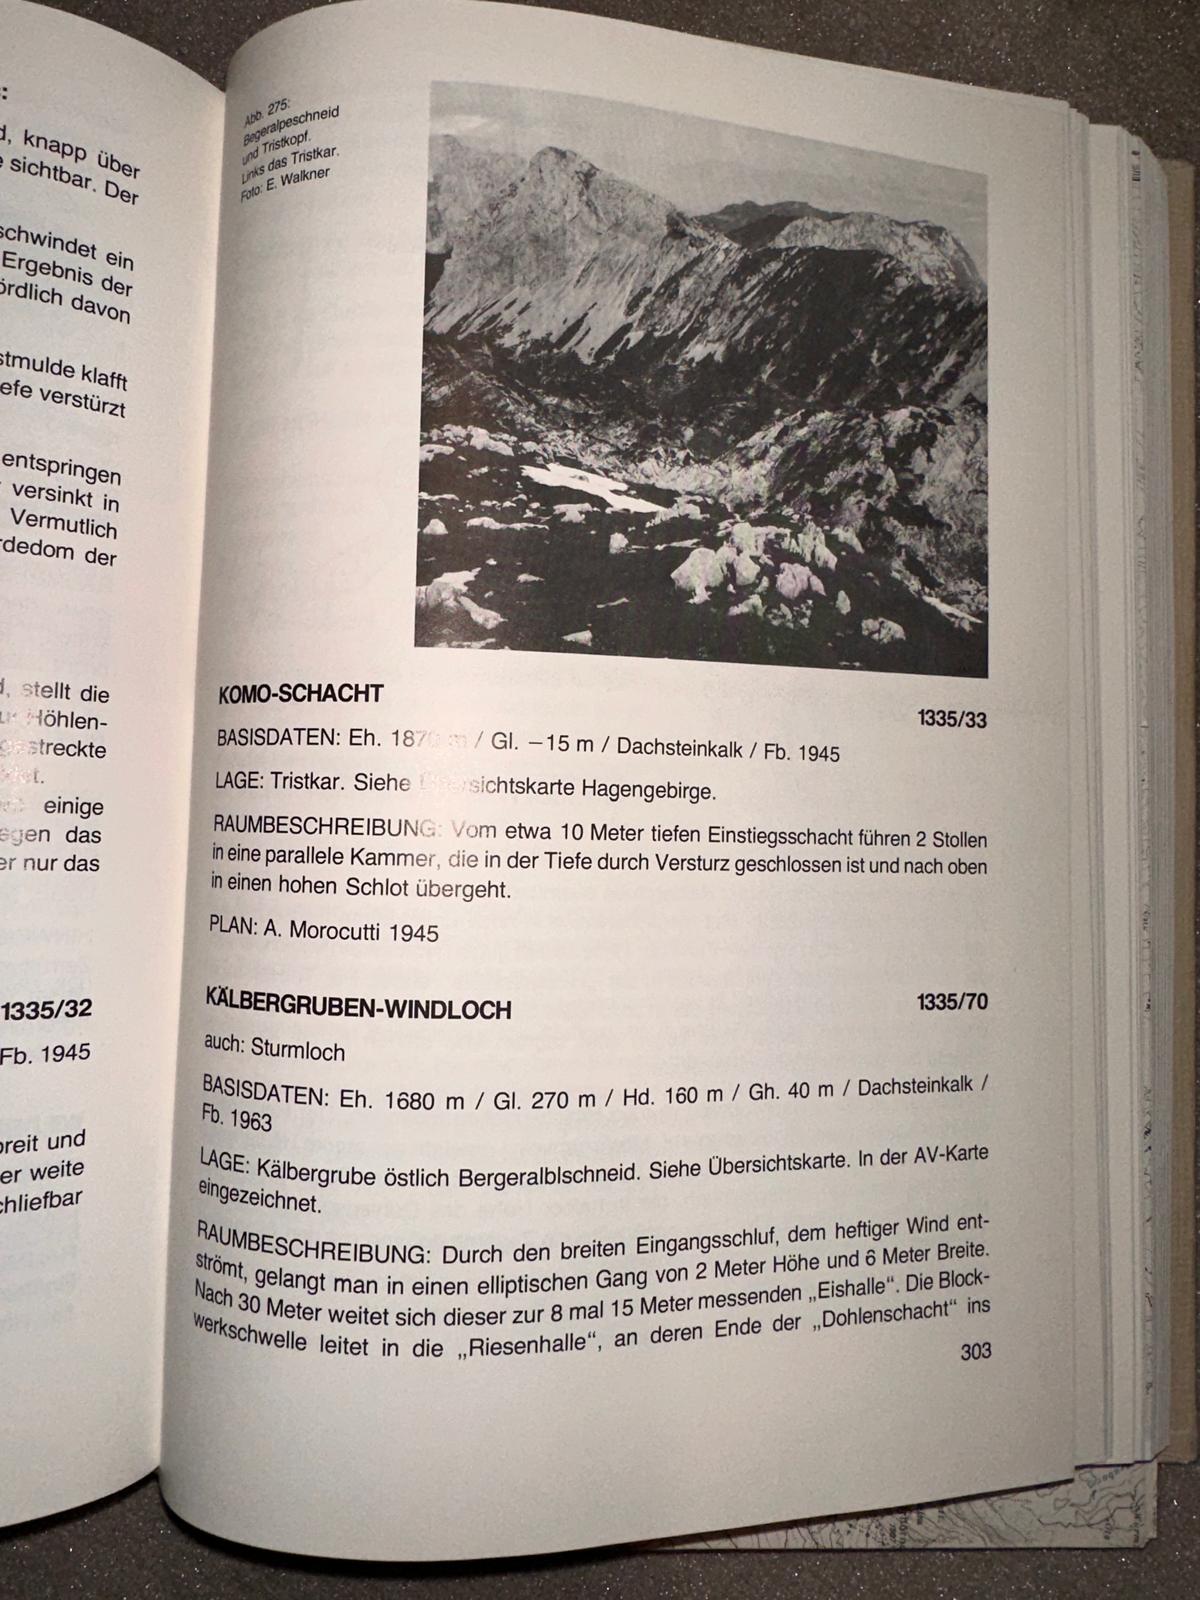 :
d, knapp über
e sichtbar. Der
schwindet ein
Ergebnis der
ördlich davon
stmulde klafft
efe verstürzt
entspringen
versinkt in
Vermutlich
rdedom der
d, stellt die
ur Höhlen-
gestreckte
einige
egen das
er nur das
1335/32
Fb. 1945
breit und
er weite
chliefbar
Abb. 275:
Begeralpeschneid
und Tristkopf.
Links das Tristkar.
Foto: E. Walkner
KOMO-SCHACHT
1335/33
BASISDATEN: Eh. 1870 m / Gl. –15 m / Dachsteinkalk / Fb. 1945
LAGE: Tristkar. Siehe Übersichtskarte Hagengebirge.
RAUMBESCHREIBUNG: Vom etwa 10 Meter tiefen Einstiegsschacht führen 2 Stollen
in eine parallele Kammer, die in der Tiefe durch Versturz geschlossen ist und nach oben
in einen hohen Schlot übergeht.
PLAN: A. Morocutti 1945
KÄLBERGRUBEN-WINDLOCH 1335/70
auch: Sturmloch
BASISDATEN: Eh. 1680 m / Gl. 270 m / Hd. 160 m / Gh. 40 m / Dachsteinkalk /
Fb. 1963
LAGE: Kälbergrube östlich Bergeralblschneid. Siehe Übersichtskarte. In der AV-Karte
eingezeichnet.
RAUMBESCHREIBUNG: Durch den breiten Eingangsschluf, dem heftiger Wind ent-
strömt, gelangt man in einen elliptischen Gang von 2 Meter Höhe und 6 Meter Breite.
Nach 30 Meter weitet sich dieser zur 8 mal 15 Meter messenden „Eishalle“. Die Block-
werkschwelle leitet in die „Riesenhalle“, an deren Ende der „Dohlenschacht“ ins
303